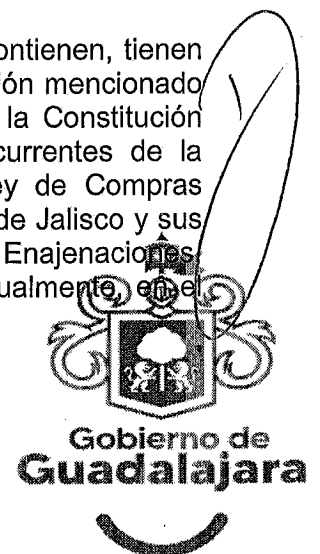 ontienen, tienen
ión mencionado
la Constitución
currentes de la
ey de Compras
de Jalisco y sus
Enajenaciones,
ualmente, en el
Gobierno de
Guadalajara